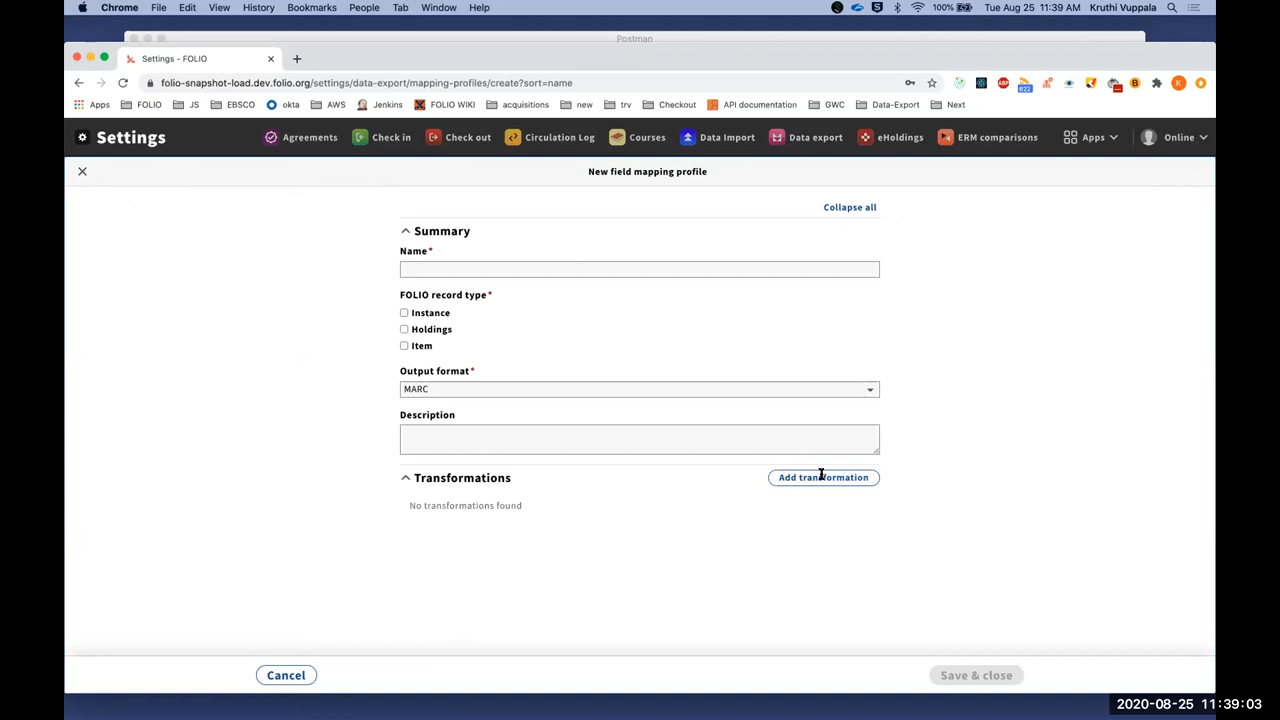 Chrome File Edit View History Bookmarks People Tab Window Help 100% Tue Aug 25 11:39 AM Kruthi Vuppala
Postman
Settings - FOLIO
folio-snapshot-load.dev.folio.org/settings/data-export/mapping-profiles/create?sort=name
Apps FOLIO JS EBSCO okta AWS Jenkins FOLIO WIKI acquisitions new trv Checkout API documentation GWC Data-Export Next
Settings Agreements Check in Check out Circulation Log Courses Data Import Data export eHoldings ERM comparisons Apps Online
New field mapping profile
Collapse all
Summary
Name*
FOLIO record type*
Instance
Holdings
Item
Output format*
MARC
Description
Transformations Add transformation
No transformations found
Cancel Save & close
2020-08-25 11:39:03